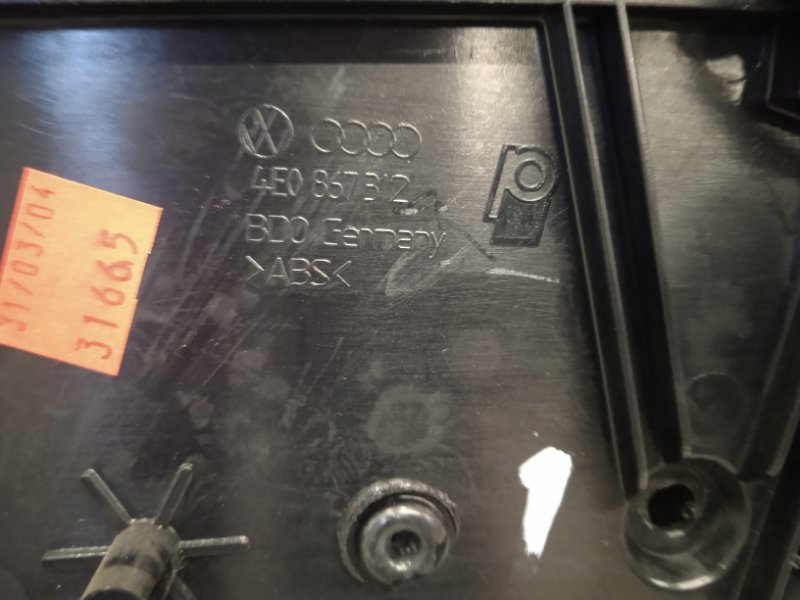 4E0 867 312
BDO Germany
>ABS<
31/03/04
31665